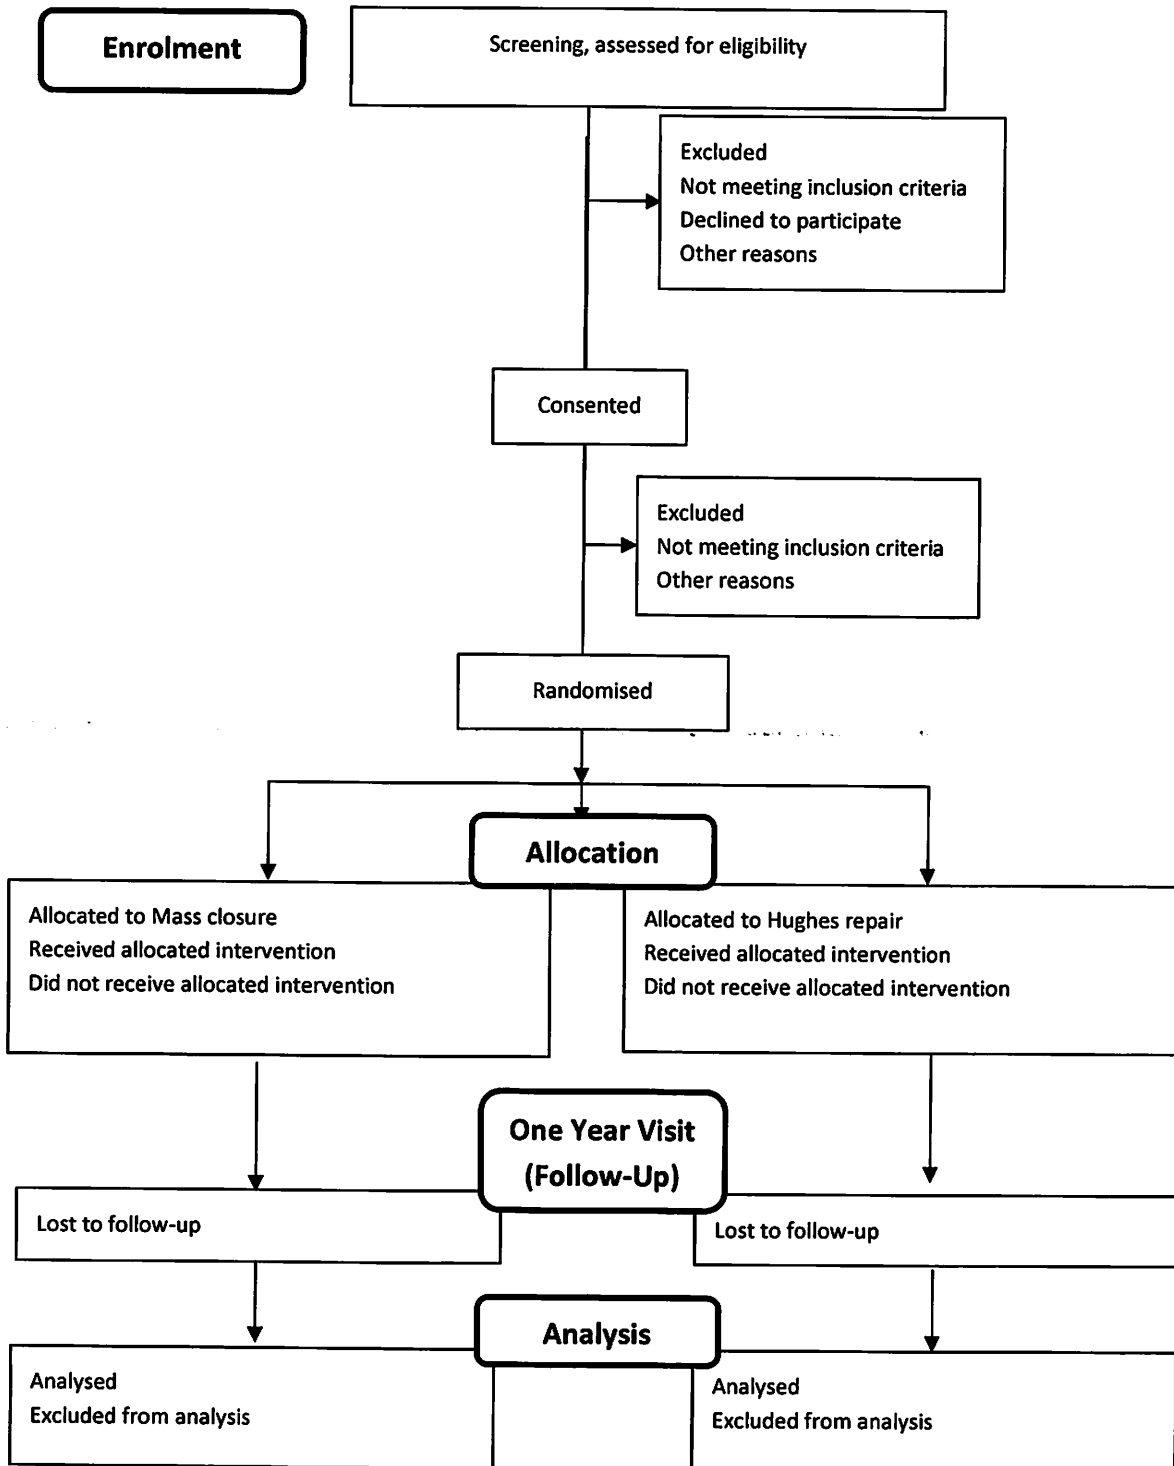 Enrolment
Screening, assessed for eligibility
Excluded
Not meeting inclusion criteria
Declined to participate
Other reasons
Consented
Excluded
Not meeting inclusion criteria
Other reasons
Randomised
Allocation
Allocated to Mass closure
Received allocated intervention
Did not receive allocated intervention
Allocated to Hughes repair
Received allocated intervention
Did not receive allocated intervention
One Year Visit
(Follow-Up)
Lost to follow-up
Lost to follow-up
Analysis
Analysed
Excluded from analysis
Analysed
Excluded from analysis